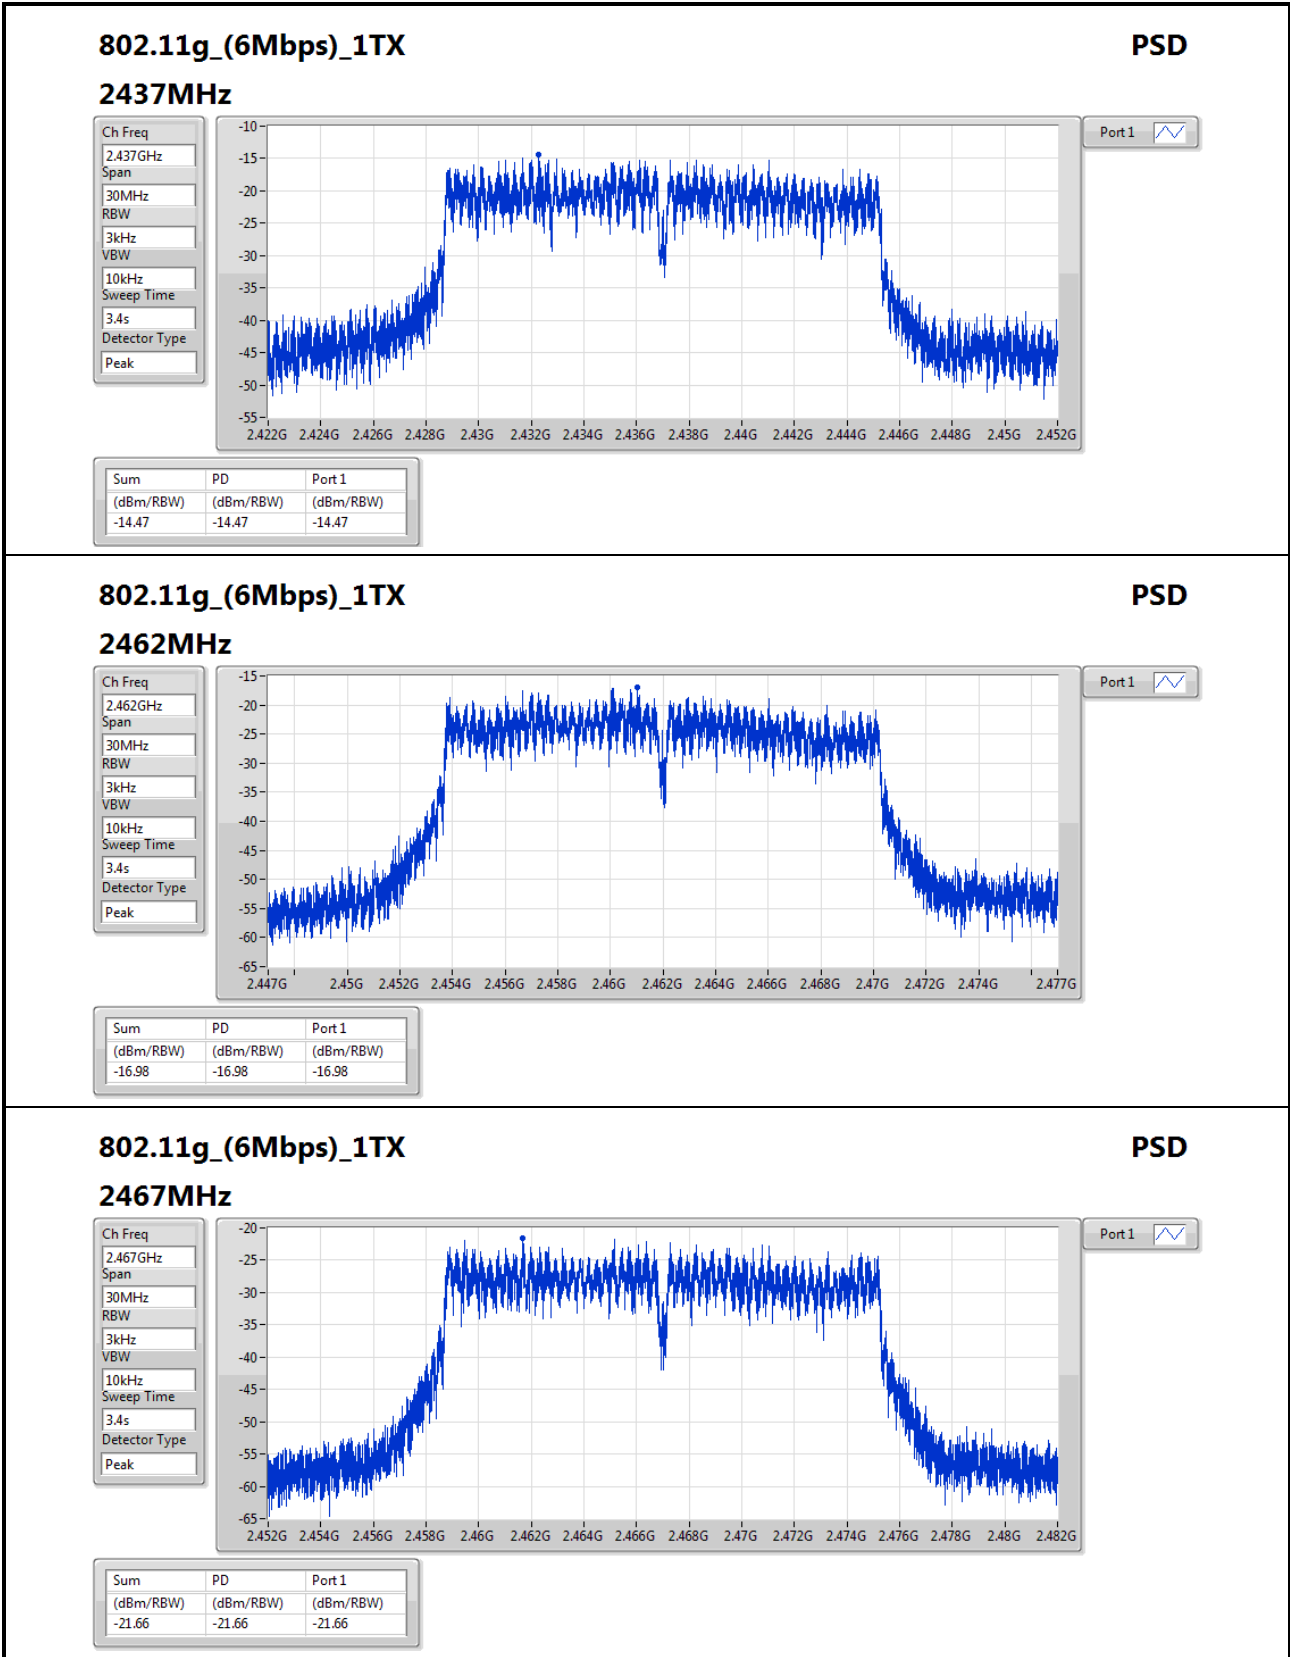 802.11g_(6Mbps)_1TX PSD
2437MHz
Ch Freq
2.437GHz
Span
30MHz
RBW
3kHz
VBW
10kHz
Sweep Time
3.4s
Detector Type
Peak
-10
-15
-20
-25
-30
-35
-40
-45
-50
-55
2.422G 2.424G 2.426G 2.428G 2.43G 2.432G 2.434G 2.436G 2.438G 2.44G 2.442G 2.444G 2.446G 2.448G 2.45G 2.452G
Port 1
Sum PD Port 1
(dBm/RBW) (dBm/RBW) (dBm/RBW)
-14.47 -14.47 -14.47
802.11g_(6Mbps)_1TX PSD
2462MHz
Ch Freq
2.462GHz
Span
30MHz
RBW
3kHz
VBW
10kHz
Sweep Time
3.4s
Detector Type
Peak
-15
-20
-25
-30
-35
-40
-45
-50
-55
-60
-65
2.447G 2.45G 2.452G 2.454G 2.456G 2.458G 2.46G 2.462G 2.464G 2.466G 2.468G 2.47G 2.472G 2.474G 2.477G
Port 1
Sum PD Port 1
(dBm/RBW) (dBm/RBW) (dBm/RBW)
-16.98 -16.98 -16.98
802.11g_(6Mbps)_1TX PSD
2467MHz
Ch Freq
2.467GHz
Span
30MHz
RBW
3kHz
VBW
10kHz
Sweep Time
3.4s
Detector Type
Peak
-20
-25
-30
-35
-40
-45
-50
-55
-60
-65
2.452G 2.454G 2.456G 2.458G 2.46G 2.462G 2.464G 2.466G 2.468G 2.47G 2.472G 2.474G 2.476G 2.478G 2.48G 2.482G
Port 1
Sum PD Port 1
(dBm/RBW) (dBm/RBW) (dBm/RBW)
-21.66 -21.66 -21.66